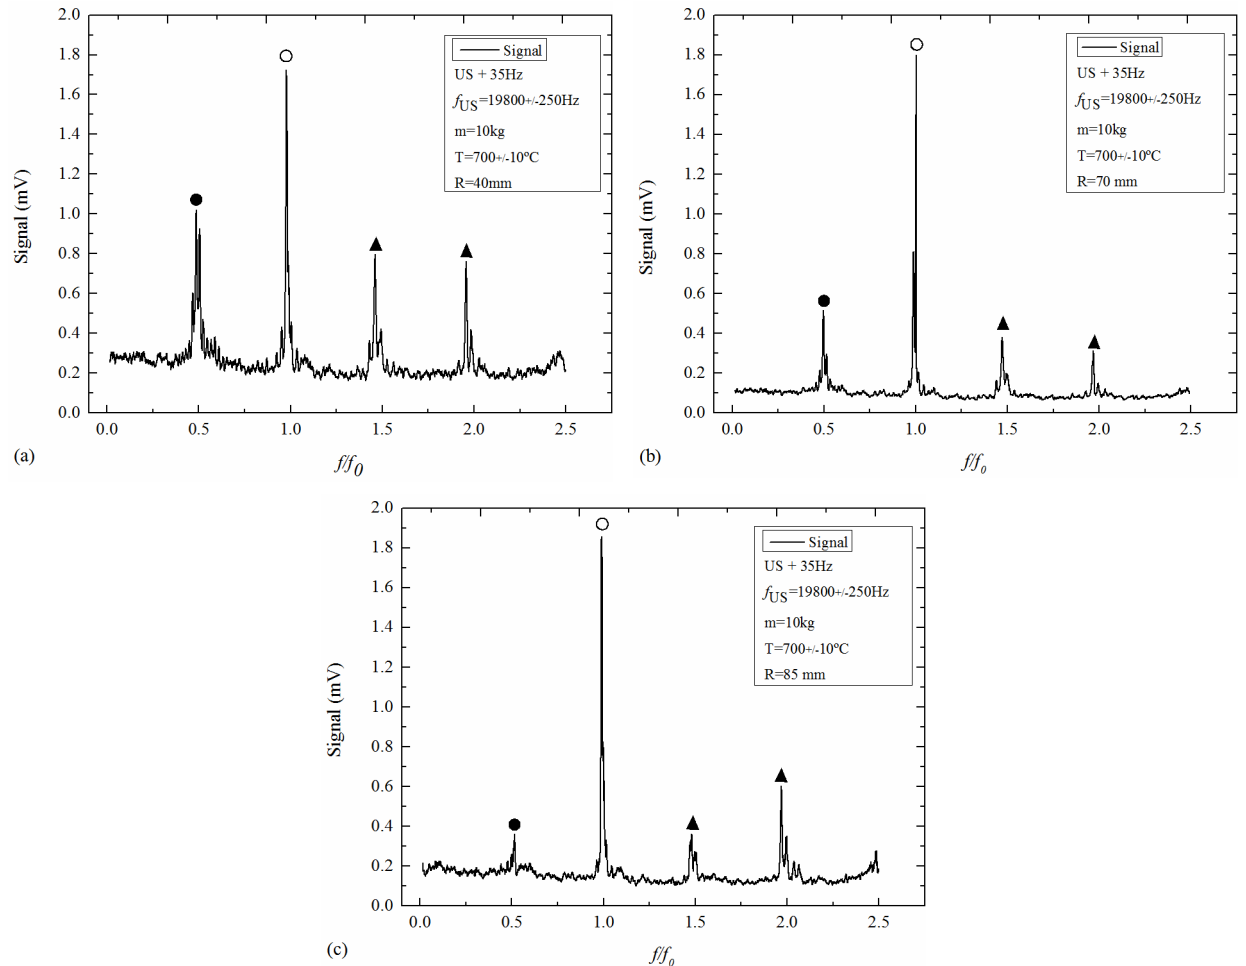 2.0
1.8
1.6
1.4
1.2
1.0
0.8
0.6
0.4
0.2
0.0
Signal (mV)
Signal
US + 35Hz
fUS=19800+/-250Hz
m=10kg
T=700+/-10ºC
R=40mm
0.0 0.5 1.0 1.5 2.0 2.5
(a)
f/f0
2.0
1.8
1.6
1.4
1.2
1.0
0.8
0.6
0.4
0.2
0.0
Signal (mV)
Signal
US + 35Hz
fUS=19800+/-250Hz
m=10kg
T=700+/-10ºC
R=70 mm
0.0 0.5 1.0 1.5 2.0 2.5
(b)
f/f0
2.0
1.8
1.6
1.4
1.2
1.0
0.8
0.6
0.4
0.2
0.0
Signal (mV)
Signal
US + 35Hz
fUS=19800+/-250Hz
m=10kg
T=700+/-10ºC
R=85 mm
0.0 0.5 1.0 1.5 2.0 2.5
(c)
f/f0